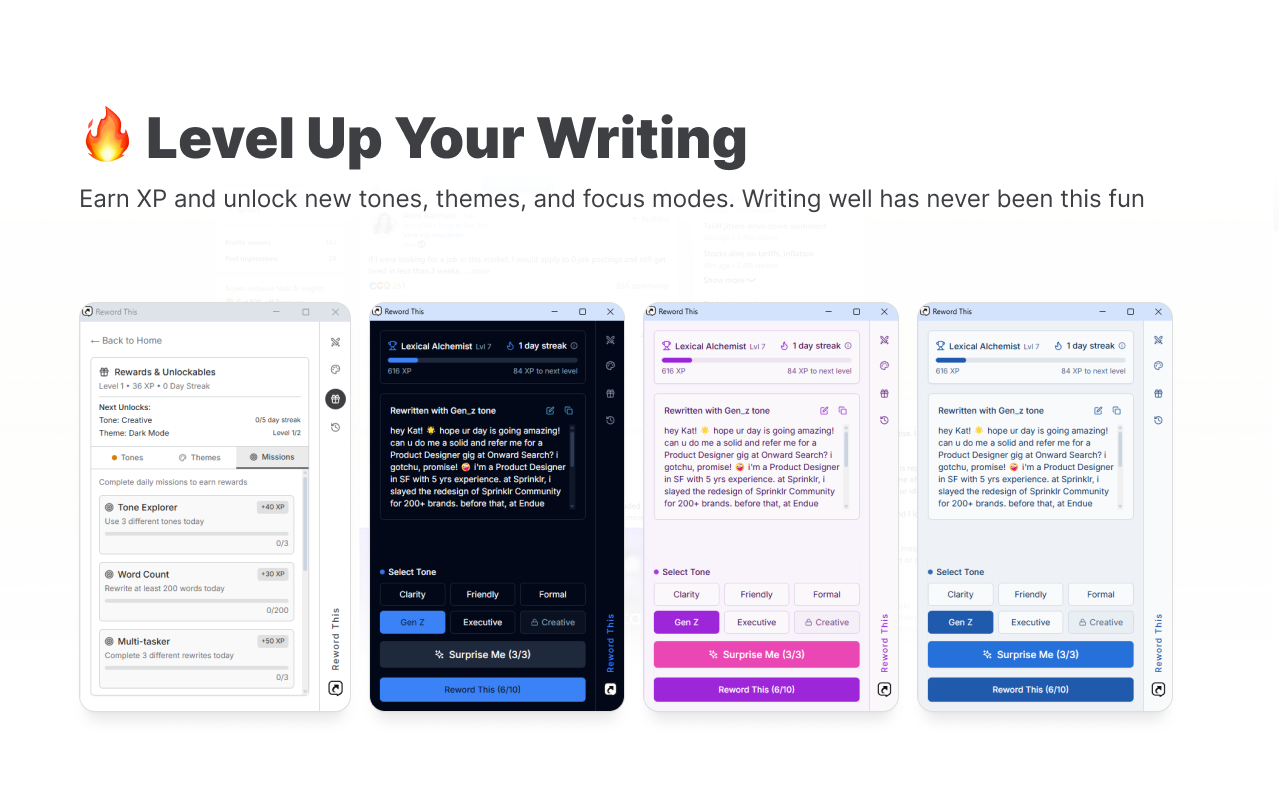 🔥 Level Up Your Writing
Earn XP and unlock new tones, themes, and focus modes. Writing well has never been this fun
Show more
Reword This
← Back to Home
Rewards & Unlockables
Level 1 • 36 XP • 0 Day Streak
Next Unlocks:
Tone: Creative 0/5 day streak
Theme: Dark Mode Level 1/2
Tones Themes Missions
Complete daily missions to earn rewards
Tone Explorer +40 XP
Use 3 different tones today
0/3
Word Count +30 XP
Rewrite at least 200 words today
0/200
Multi-tasker +50 XP
Complete 3 different rewrites today
0/3
Reword This
Reword This
Lexical Alchemist Lvl 7 1 day streak
616 XP 84 XP to next level
Rewritten with Gen_z tone
hey Kat! 🌟 hope ur day is going amazing!
can u do me a solid and refer me for a
Product Designer gig at Onward Search? i
gotchu, promise! 😜 i'm a Product Designer
in SF with 5 yrs experience. at Sprinklr, i
slayed the redesign of Sprinklr Community
for 200+ brands. before that, at Endue
Select Tone
Clarity Friendly Formal
Gen Z Executive Creative
Surprise Me (3/3)
Reword This (6/10)
Reword This
Reword This
Lexical Alchemist Lvl 7 1 day streak
616 XP 84 XP to next level
Rewritten with Gen_z tone
hey Kat! 🌟 hope ur day is going amazing!
can u do me a solid and refer me for a
Product Designer gig at Onward Search? i
gotchu, promise! 😜 i'm a Product Designer
in SF with 5 yrs experience. at Sprinklr, i
slayed the redesign of Sprinklr Community
for 200+ brands. before that, at Endue
Select Tone
Clarity Friendly Formal
Gen Z Executive Creative
Surprise Me (3/3)
Reword This (6/10)
Reword This
Reword This
Lexical Alchemist Lvl 7 1 day streak
616 XP 84 XP to next level
Rewritten with Gen_z tone
hey Kat! 🌟 hope ur day is going amazing!
can u do me a solid and refer me for a
Product Designer gig at Onward Search? i
gotchu, promise! 😜 i'm a Product Designer
in SF with 5 yrs experience. at Sprinklr, i
slayed the redesign of Sprinklr Community
for 200+ brands. before that, at Endue
Select Tone
Clarity Friendly Formal
Gen Z Executive Creative
Surprise Me (3/3)
Reword This (6/10)
Reword This